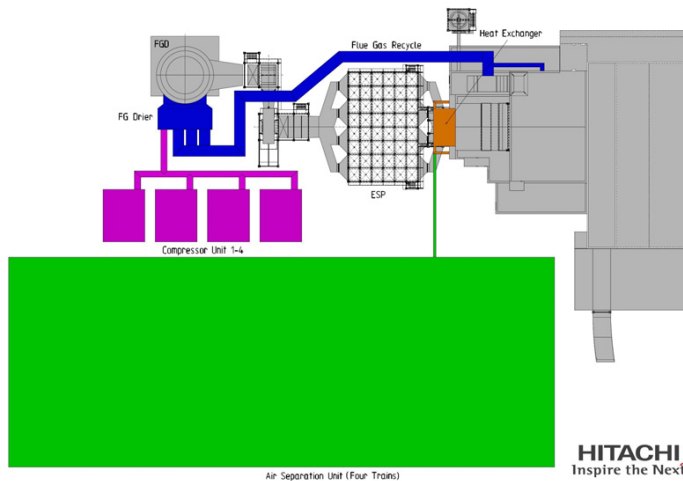 FGD
Flue Gas Recycle
Heat Exchanger
FG Drier
ESP
Compressor Unit 1-4
Air Separation Unit (Four Trains)
HITACHI
Inspire the Next